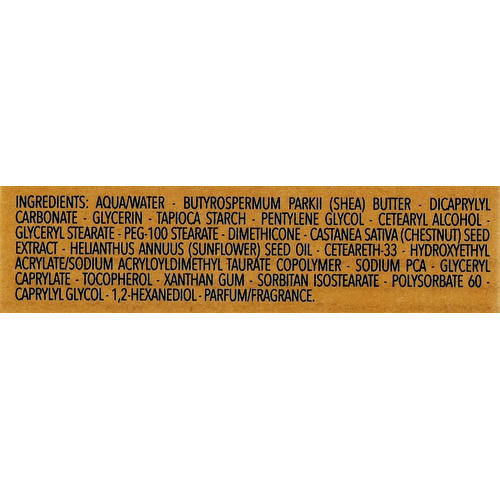 INGREDIENTS: AQUA/WATER - BUTYROSPERMUM PARKII (SHEA) BUTTER - DICAPRYLYL
CARBONATE - GLYCERIN - TAPIOCA STARCH - PENTYLENE GLYCOL - CETEARYL ALCOHOL -
GLYCERYL STEARATE - PEG-100 STEARATE - DIMETHICONE - CASTANEA SATIVA (CHESTNUT) SEED
EXTRACT - HELIANTHUS ANNUUS (SUNFLOWER) SEED OIL - CETEARETH-33 - HYDROXYETHYL
ACRYLATE/SODIUM ACRYLOYLDIMETHYL TAURATE COPOLYMER - SODIUM PCA - GLYCERYL
CAPRYLATE - TOCOPHEROL - XANTHAN GUM - SORBITAN ISOSTEARATE - POLYSORBATE 60 -
CAPRYLYL GLYCOL - 1,2-HEXANEDIOL - PARFUM/FRAGRANCE.